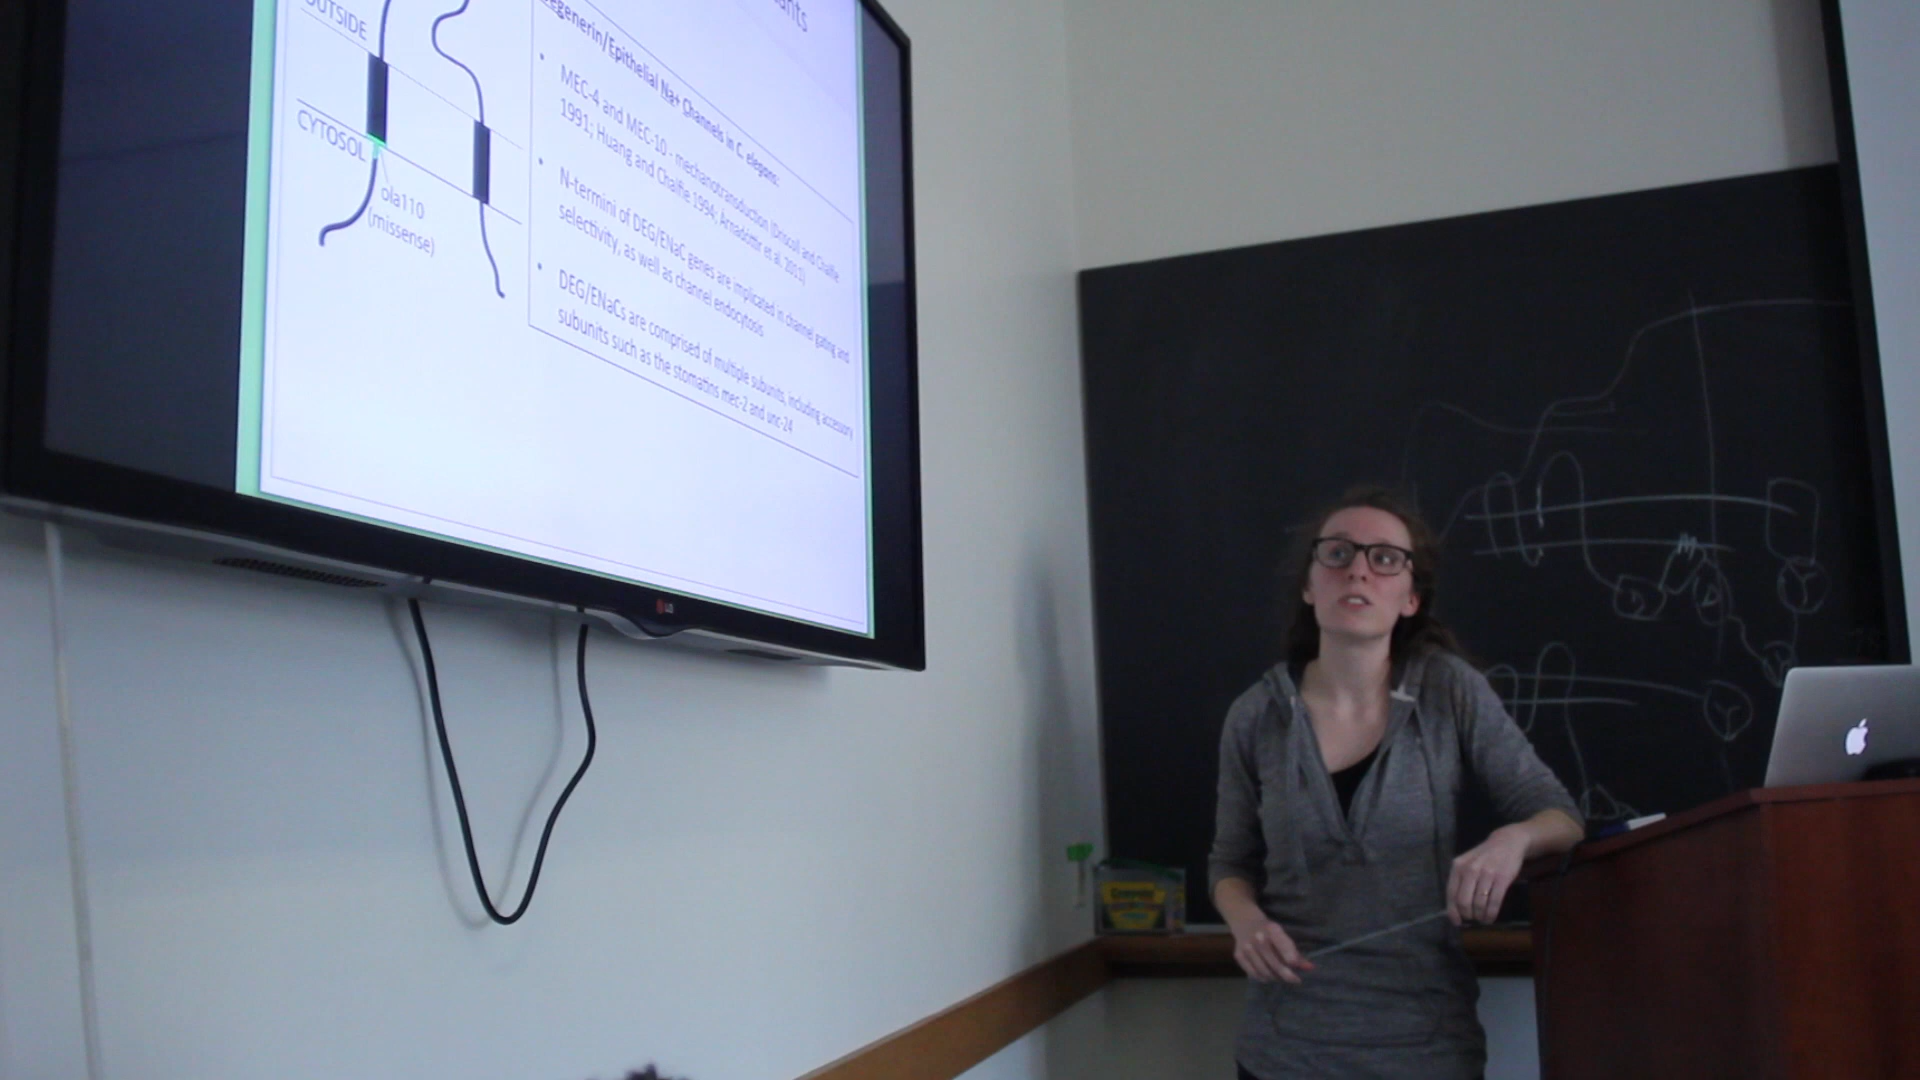 OUTSIDE
CYTOSOL
ola110
(missense)
Degenerin/Epithelial Na+ Channels in C. elegans:
• MEC-4 and MEC-10 - mechanotransduction (Driscoll and Chalfie
1991; Huang and Chalfie 1994; Arnadóttir et al. 2011)
• N-termini of DEG/ENaC genes are implicated in channel gating and
selectivity, as well as channel endocytosis
• DEG/ENaCs are comprised of multiple subunits, including accessory
subunits such as the stomatins mec-2 and unc-24
LG